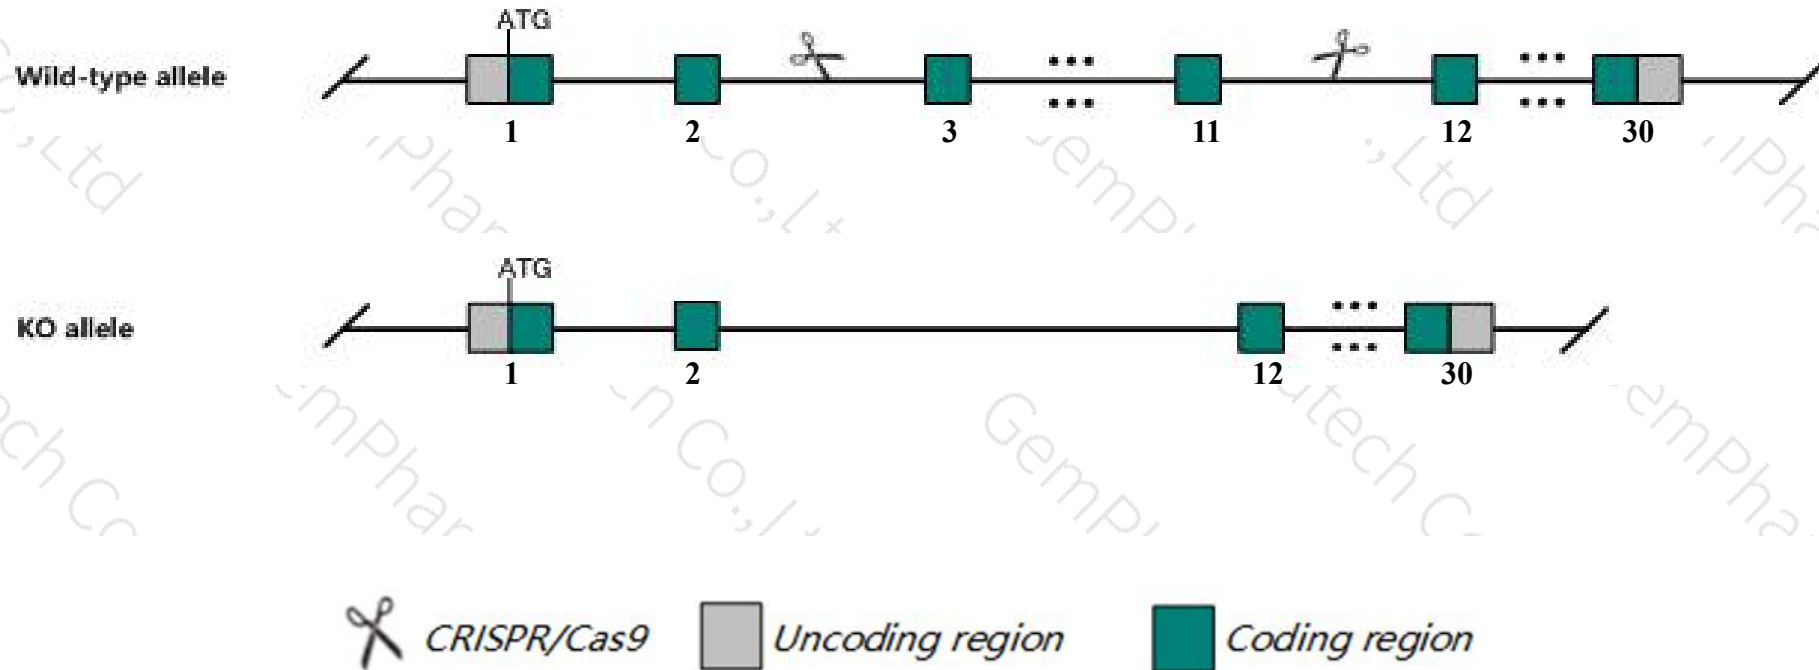 ATG
Wild-type allele
1 2 3 11 12 30
ATG
KO allele
1 2 12 30
CRISPR/Cas9 Uncoding region Coding region